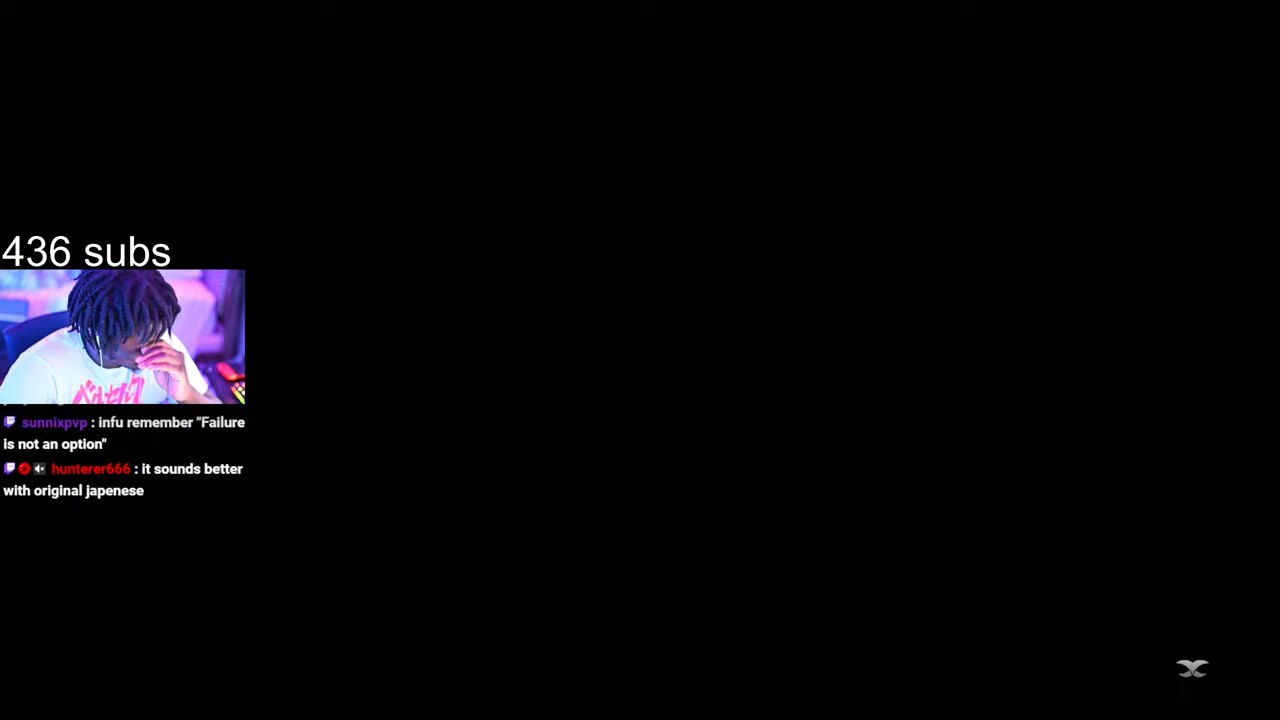 436 subs
sunnixpvp : infu remember "Failure
is not an option"
hunterer666 : it sounds better
with original japenese